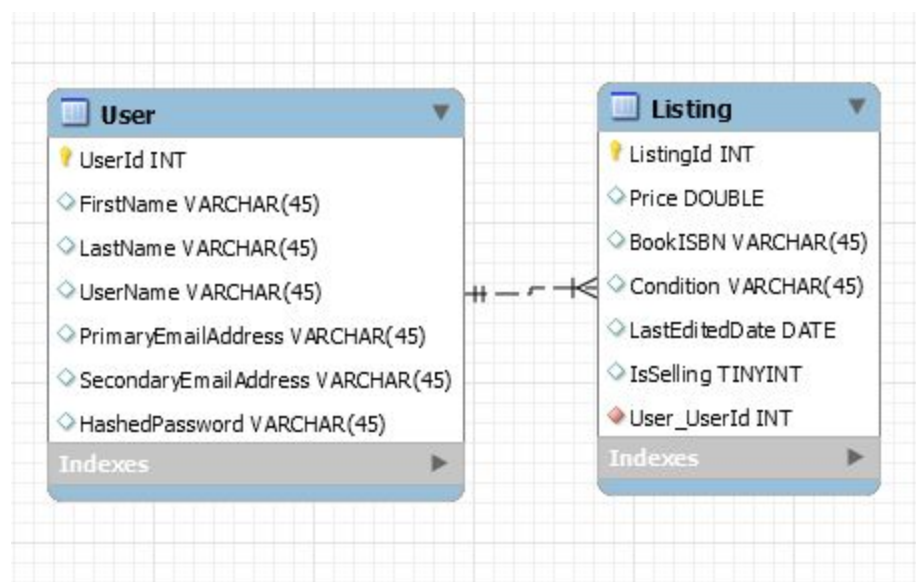 User
UserId INT
FirstName VARCHAR(45)
LastName VARCHAR(45)
UserName VARCHAR(45)
PrimaryEmailAddress VARCHAR(45)
SecondaryEmailAddress VARCHAR(45)
HashedPassword VARCHAR(45)
Indexes
Listing
ListingId INT
Price DOUBLE
BookISBN VARCHAR(45)
Condition VARCHAR(45)
LastEditedDate DATE
IsSelling TINYINT
User_UserId INT
Indexes